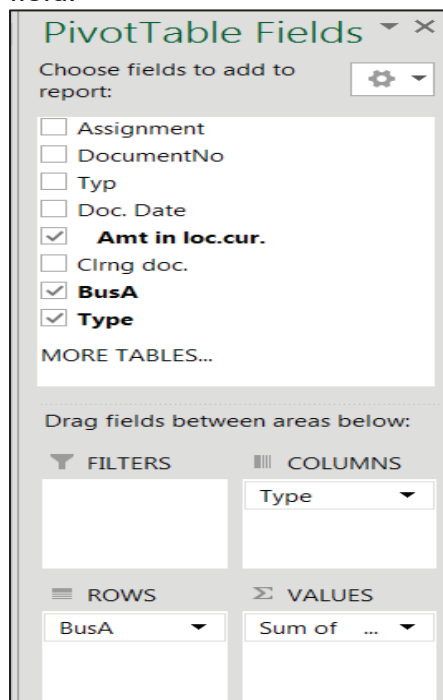 field.
PivotTable Fields
Choose fields to add to
report:
Assignment
DocumentNo
Typ
Doc. Date
Amt in loc.cur.
Clrng doc.
BusA
Type
MORE TABLES...
Drag fields between areas below:
FILTERS
COLUMNS
Type
ROWS
Σ VALUES
BusA
Sum of ...